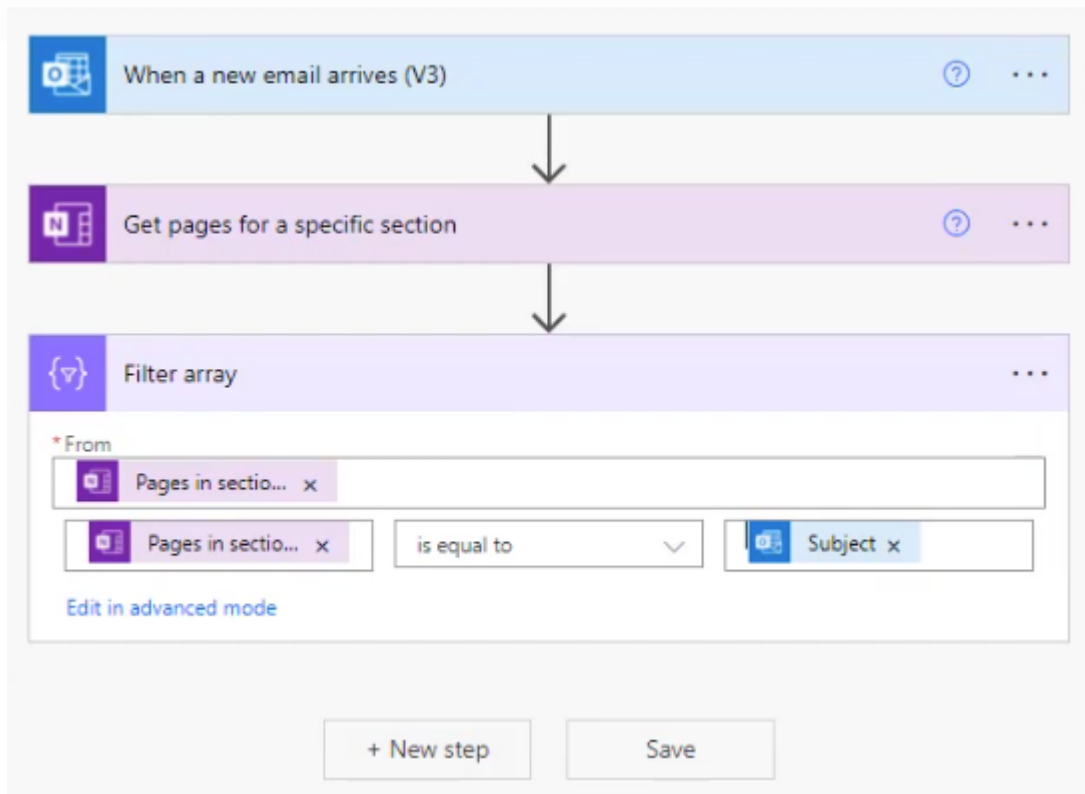 When a new email arrives (V3)
Get pages for a specific section
Filter array
* From
Pages in sectio... ×
Pages in sectio... × is equal to Subject ×
Edit in advanced mode
+ New step Save